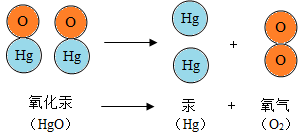 O O Hg O
Hg Hg + O
Hg
氧化汞 汞 + 氧气
(HgO) (Hg) (O₂)